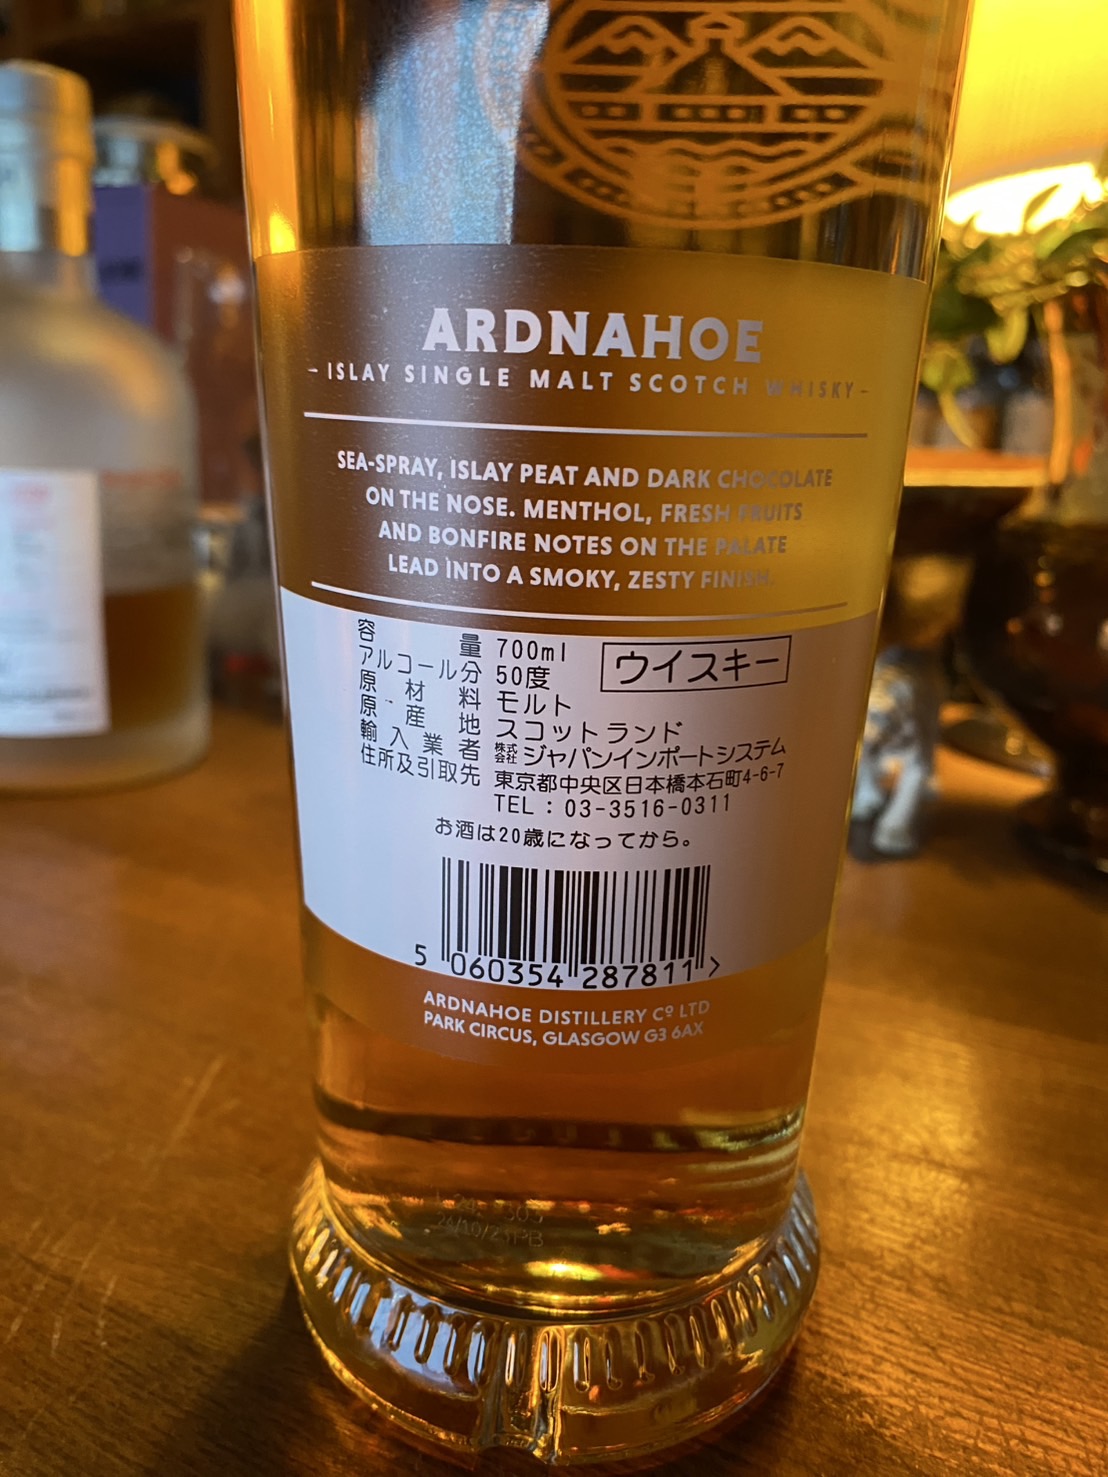 ARDNAHOE
- ISLAY SINGLE MALT SCOTCH WHISKY -
SEA-SPRAY, ISLAY PEAT AND DARK CHOCOLATE
ON THE NOSE. MENTHOL, FRESH FRUITS
AND BONFIRE NOTES ON THE PALATE
LEAD INTO A SMOKY, ZESTY FINISH.
容量 700ml ウイスキー
アルコール分 50度
原材料 モルト
原産地 スコットランド
輸入業者 株式会社ジャパンインポートシステム
住所及引取先 東京都中央区日本橋本石町4-6-7
TEL : 03-3516-0311
お酒は20歳になってから。
5 060354 287811 >
ARDNAHOE DISTILLERY Cº LTD
PARK CIRCUS, GLASGOW G3 6AX